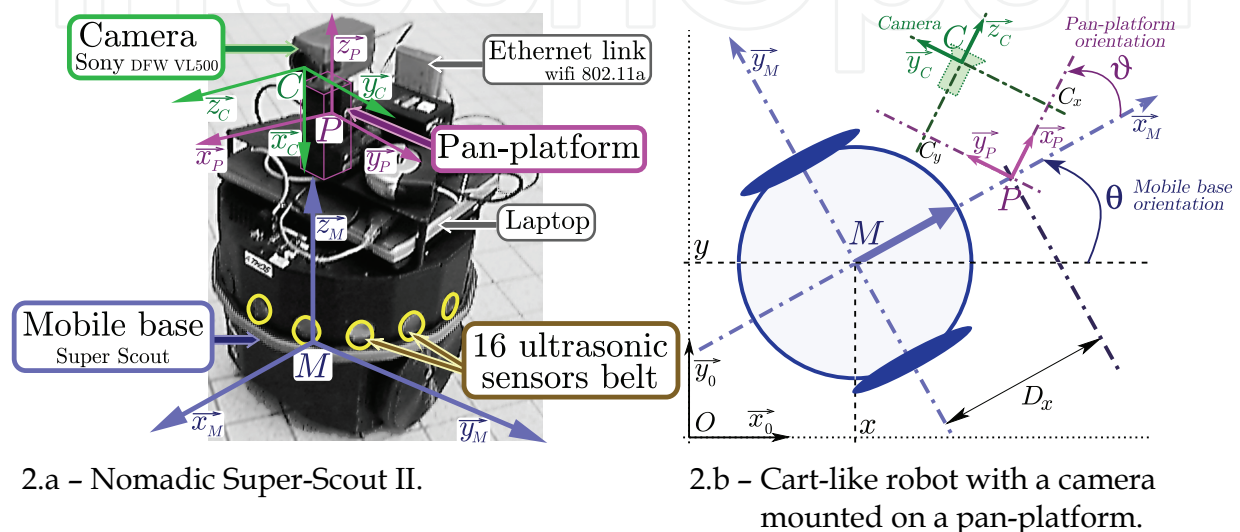 Camera
Sony DFW VL500
Ethernet link
wifi 802.11a
Pan-platform
Laptop
Mobile base
Super Scout
16 ultrasonic
sensors belt
ATHOS
z_P
C
y_C
z_C
x_C
P
x_P
y_P
z_M
M
x_M
y_M
2.a – Nomadic Super-Scout II.
Camera
C
z_C
y_C
Pan-platform
orientation
ϑ
y_M
C_x
x_M
C_y
y_P
x_P
P
θ
Mobile base
orientation
M
y
y_0
D_x
O
x_0
x
2.b – Cart-like robot with a camera
mounted on a pan-platform.